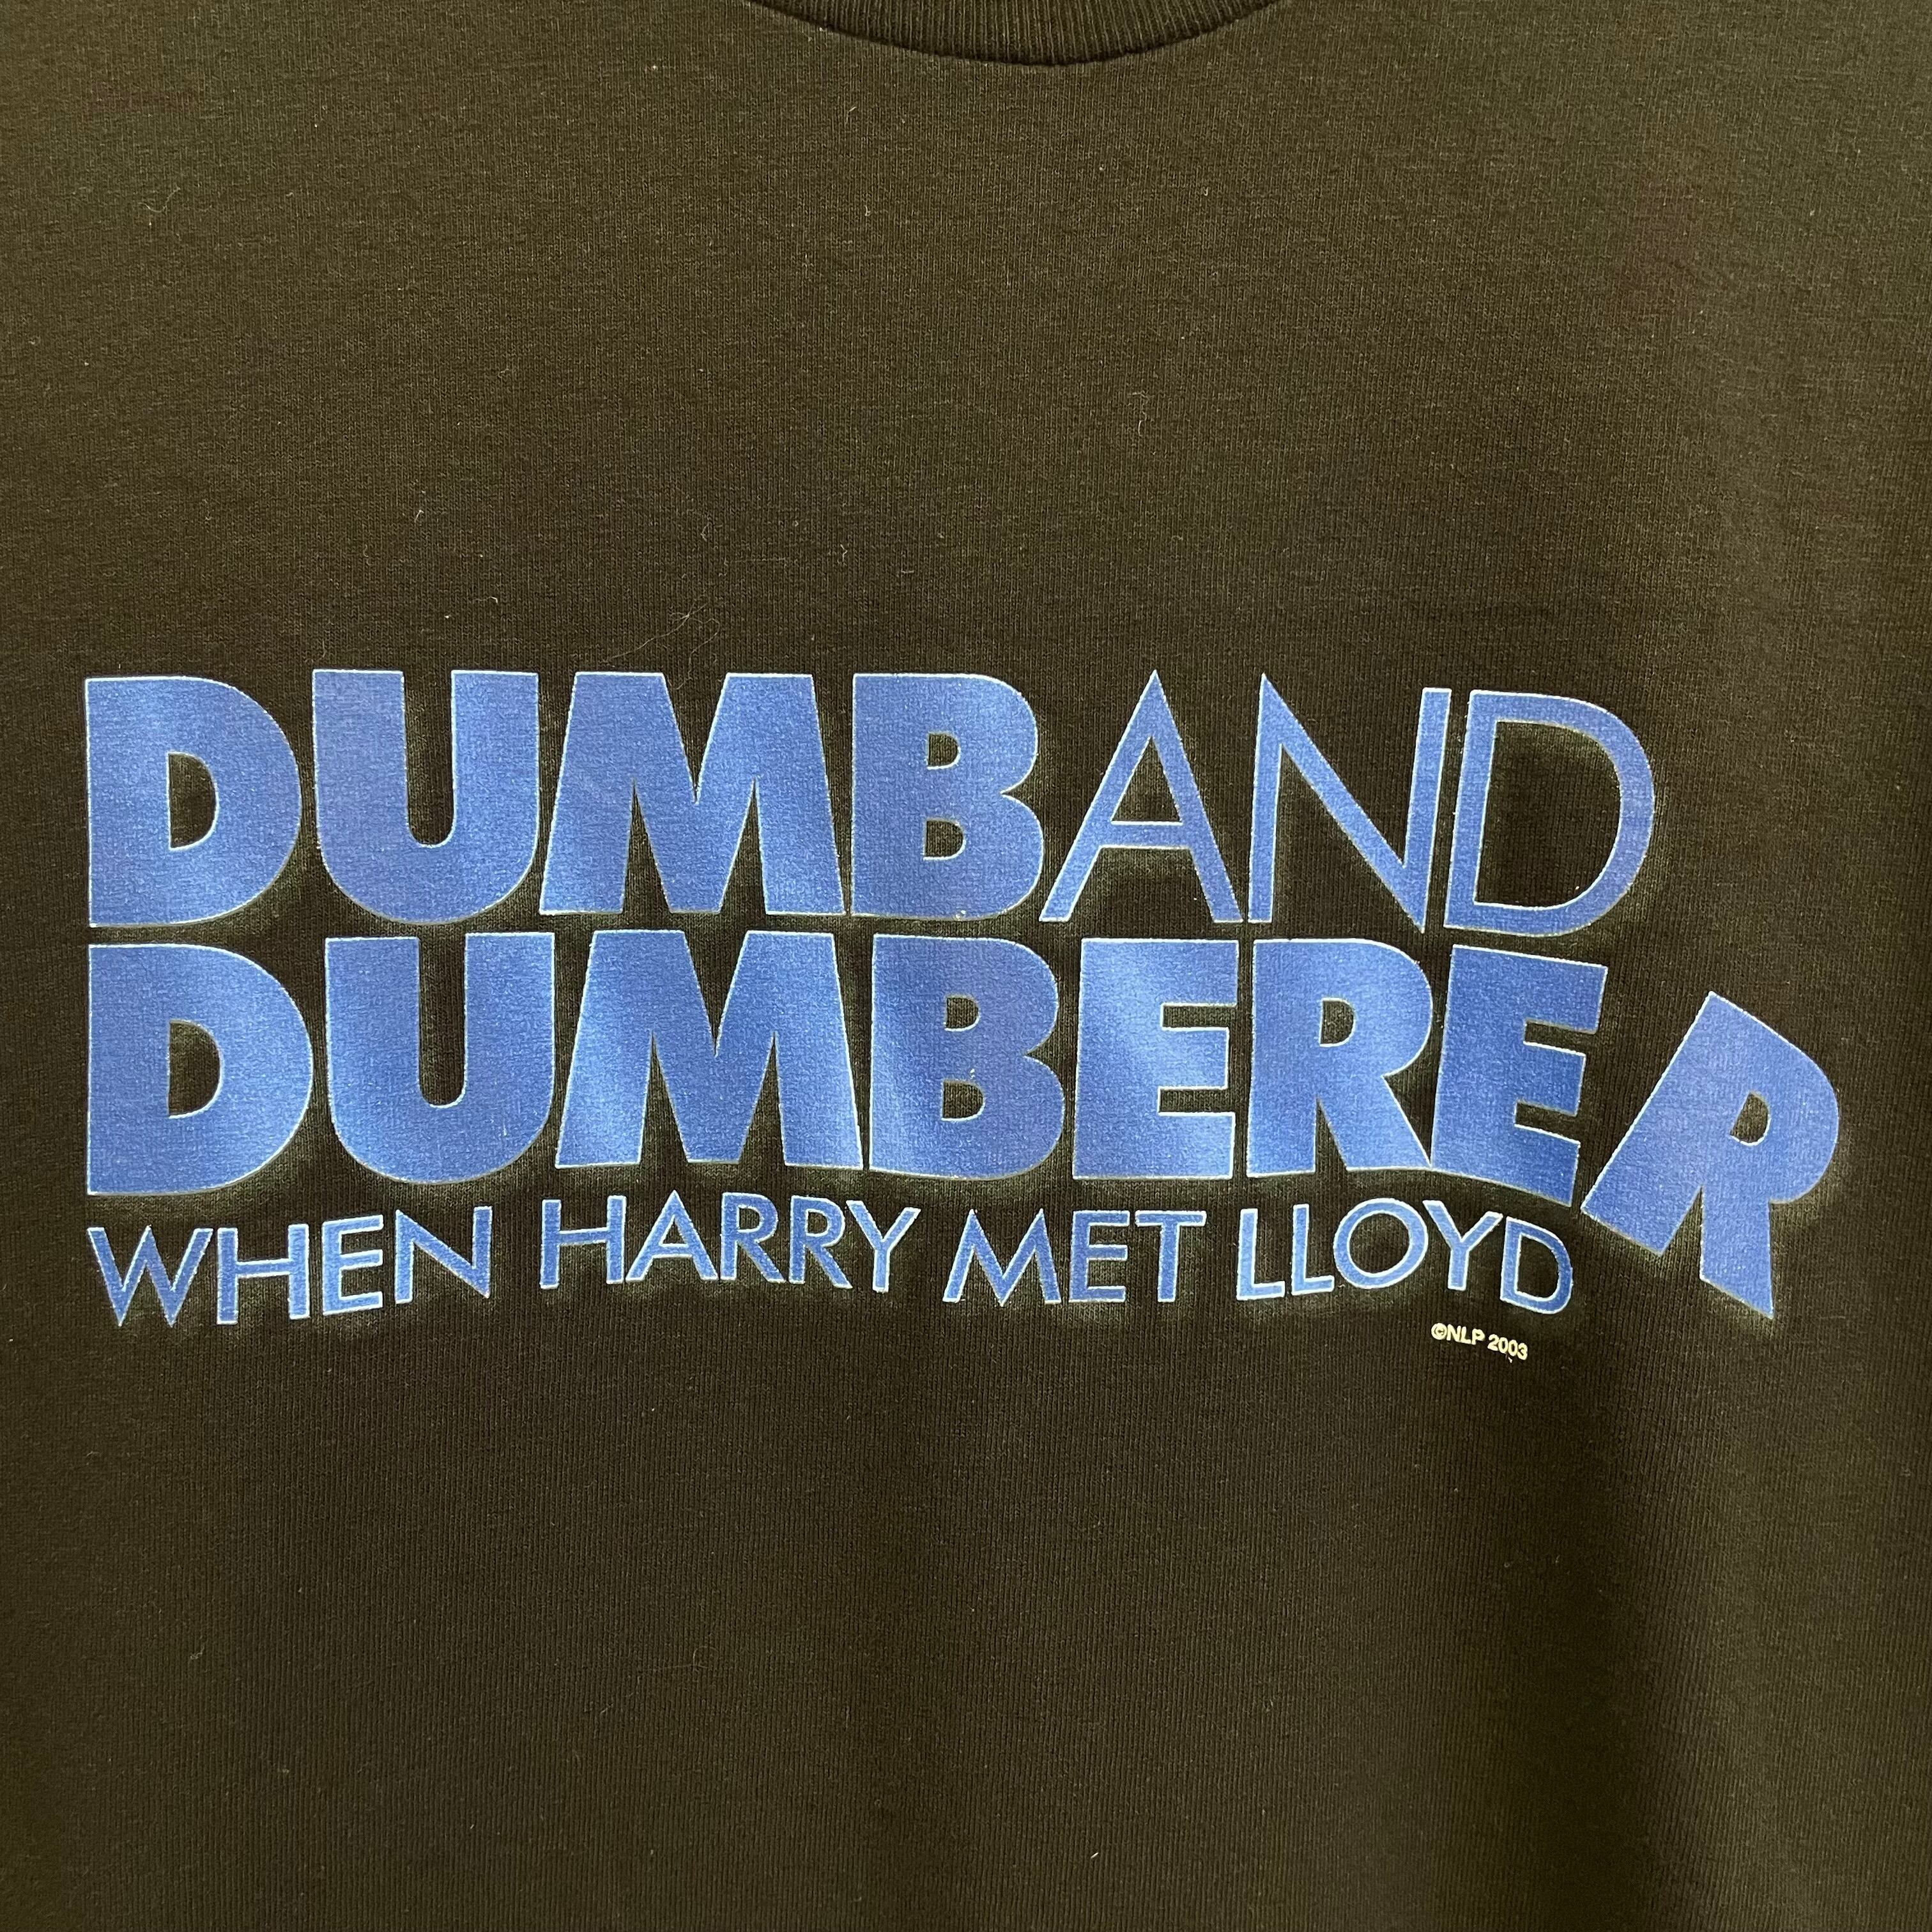 DUMBAND
DUMBERER
WHEN HARRY MET LLOYD
©NLP 2003